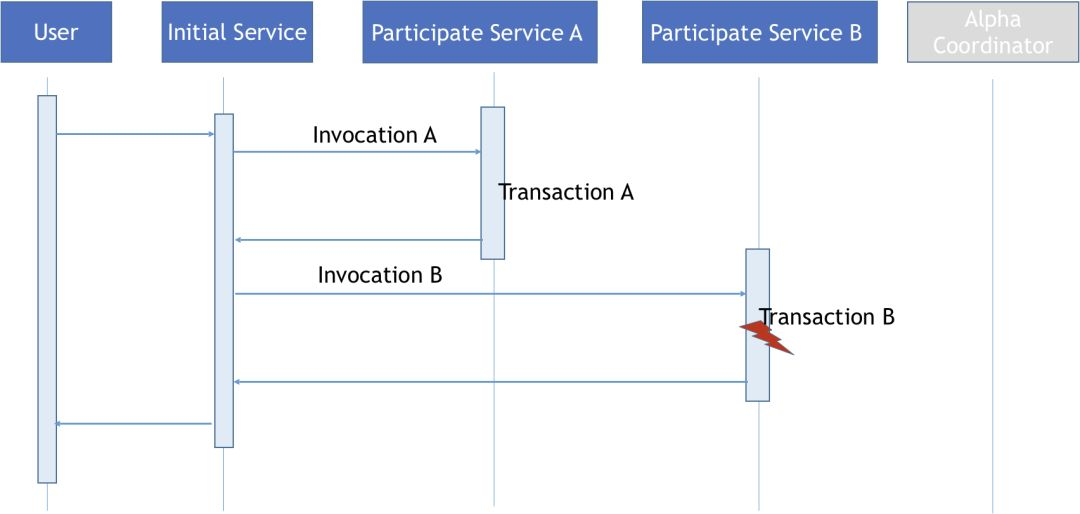 User
Initial Service
Participate Service A
Participate Service B
Alpha
Coordinator
Invocation A
Transaction A
Invocation B
Transaction B